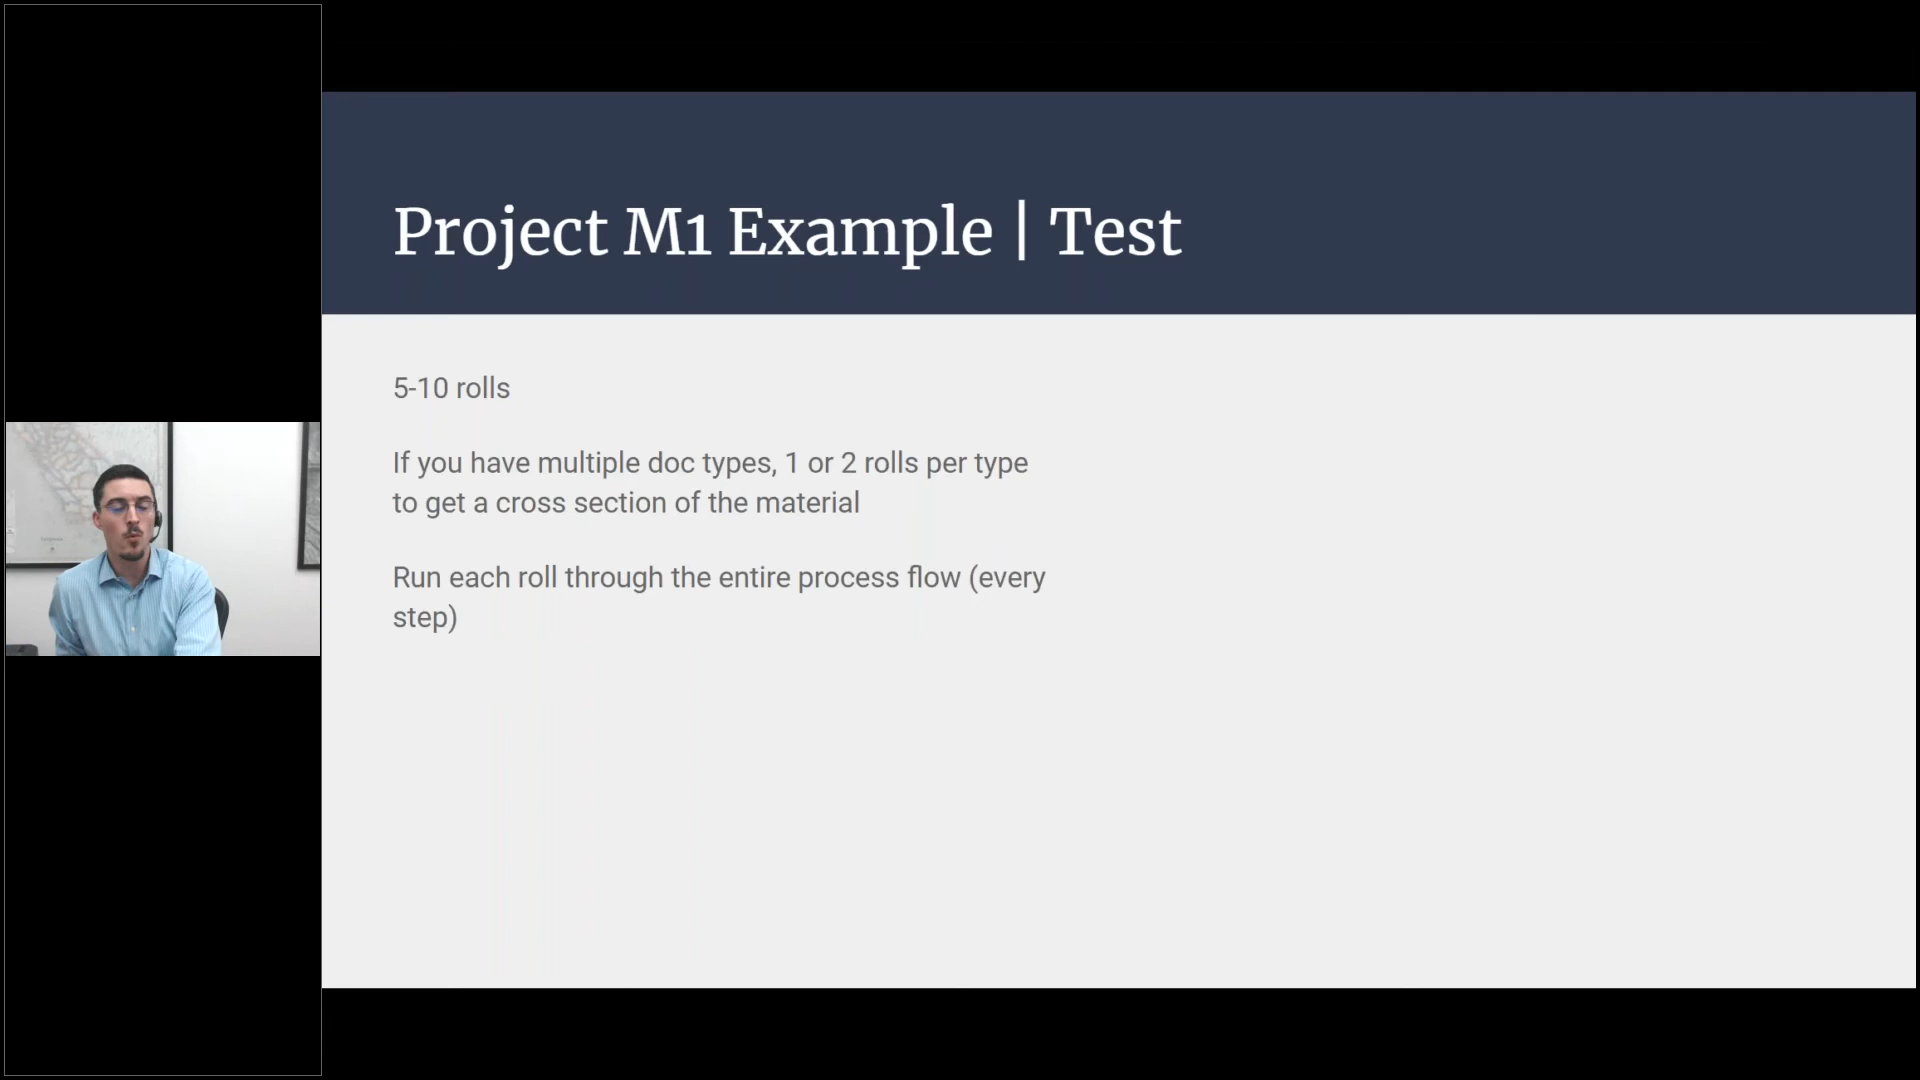 Project M1 Example | Test
5-10 rolls
If you have multiple doc types, 1 or 2 rolls per type
to get a cross section of the material
Run each roll through the entire process flow (every
step)